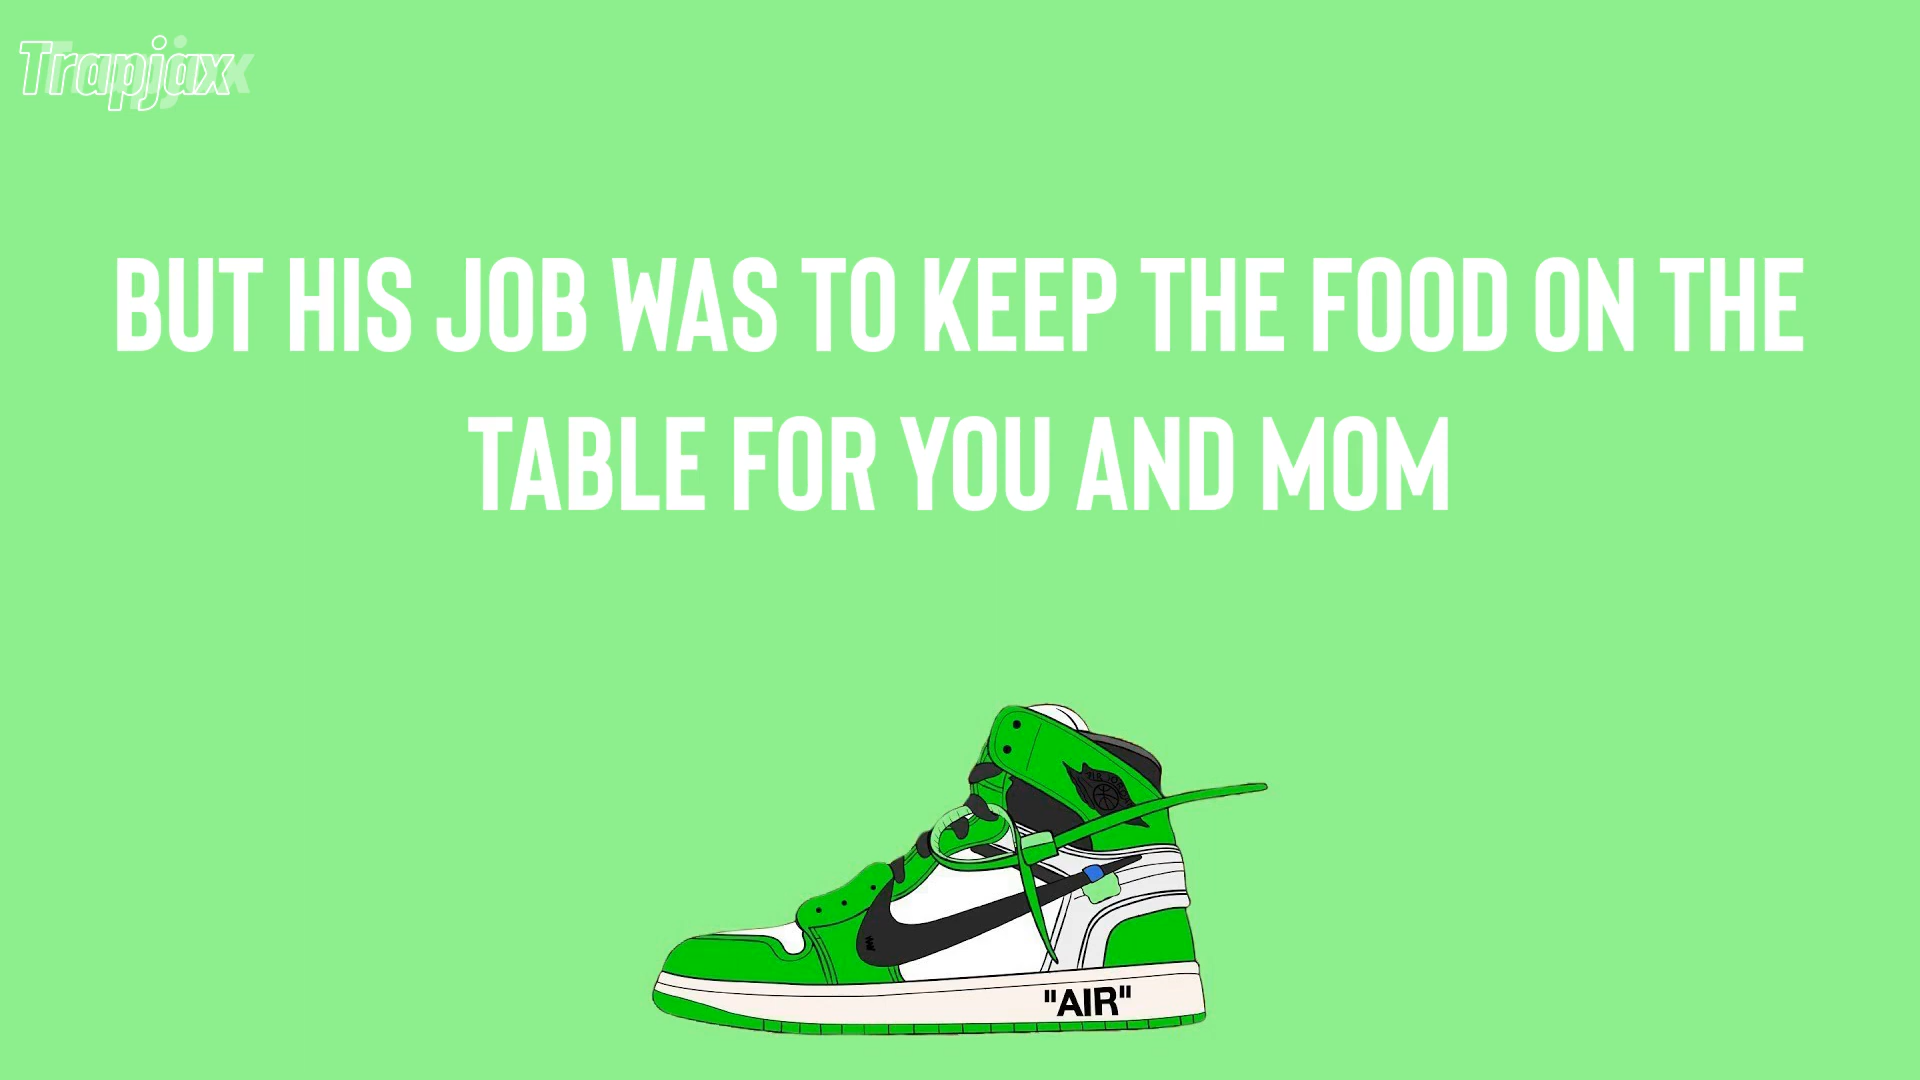 Trapjax
BUT HIS JOB WAS TO KEEP THE FOOD ON THE
TABLE FOR YOU AND MOM
"AIR"